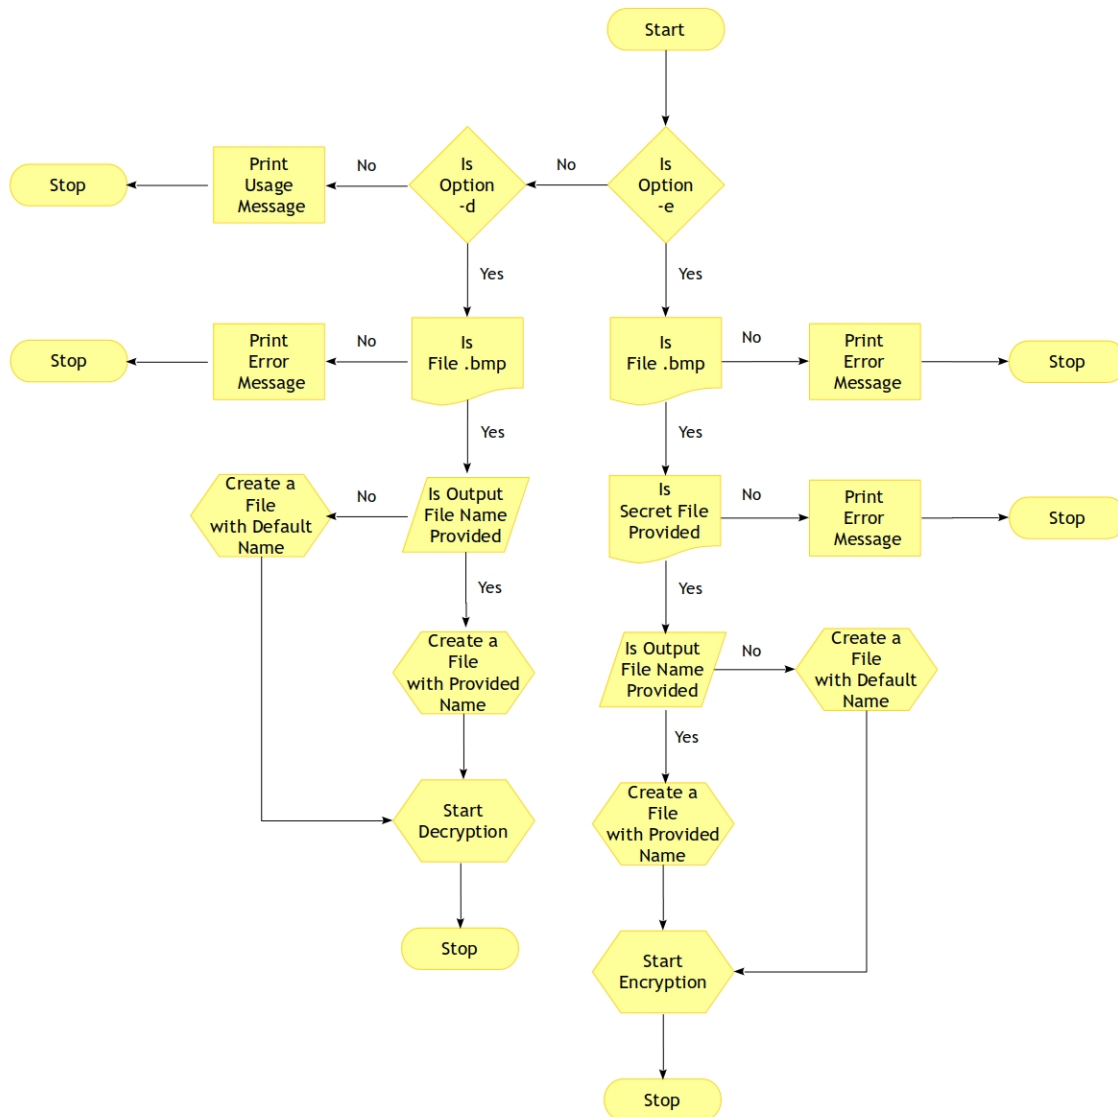 Start
Is
Option
-e
No
Is
Option
-d
No
Print
Usage
Message
Stop
Yes
Yes
Is
File .bmp
No
Print
Error
Message
Stop
Is
File .bmp
No
Print
Error
Message
Stop
Yes
Yes
Is Output
File Name
Provided
No
Create a
File
with Default
Name
Is
Secret File
Provided
No
Print
Error
Message
Stop
Yes
Yes
Create a
File
with Provided
Name
Is Output
File Name
Provided
No
Create a
File
with Default
Name
Yes
Start
Decryption
Create a
File
with Provided
Name
Stop
Start
Encryption
Stop